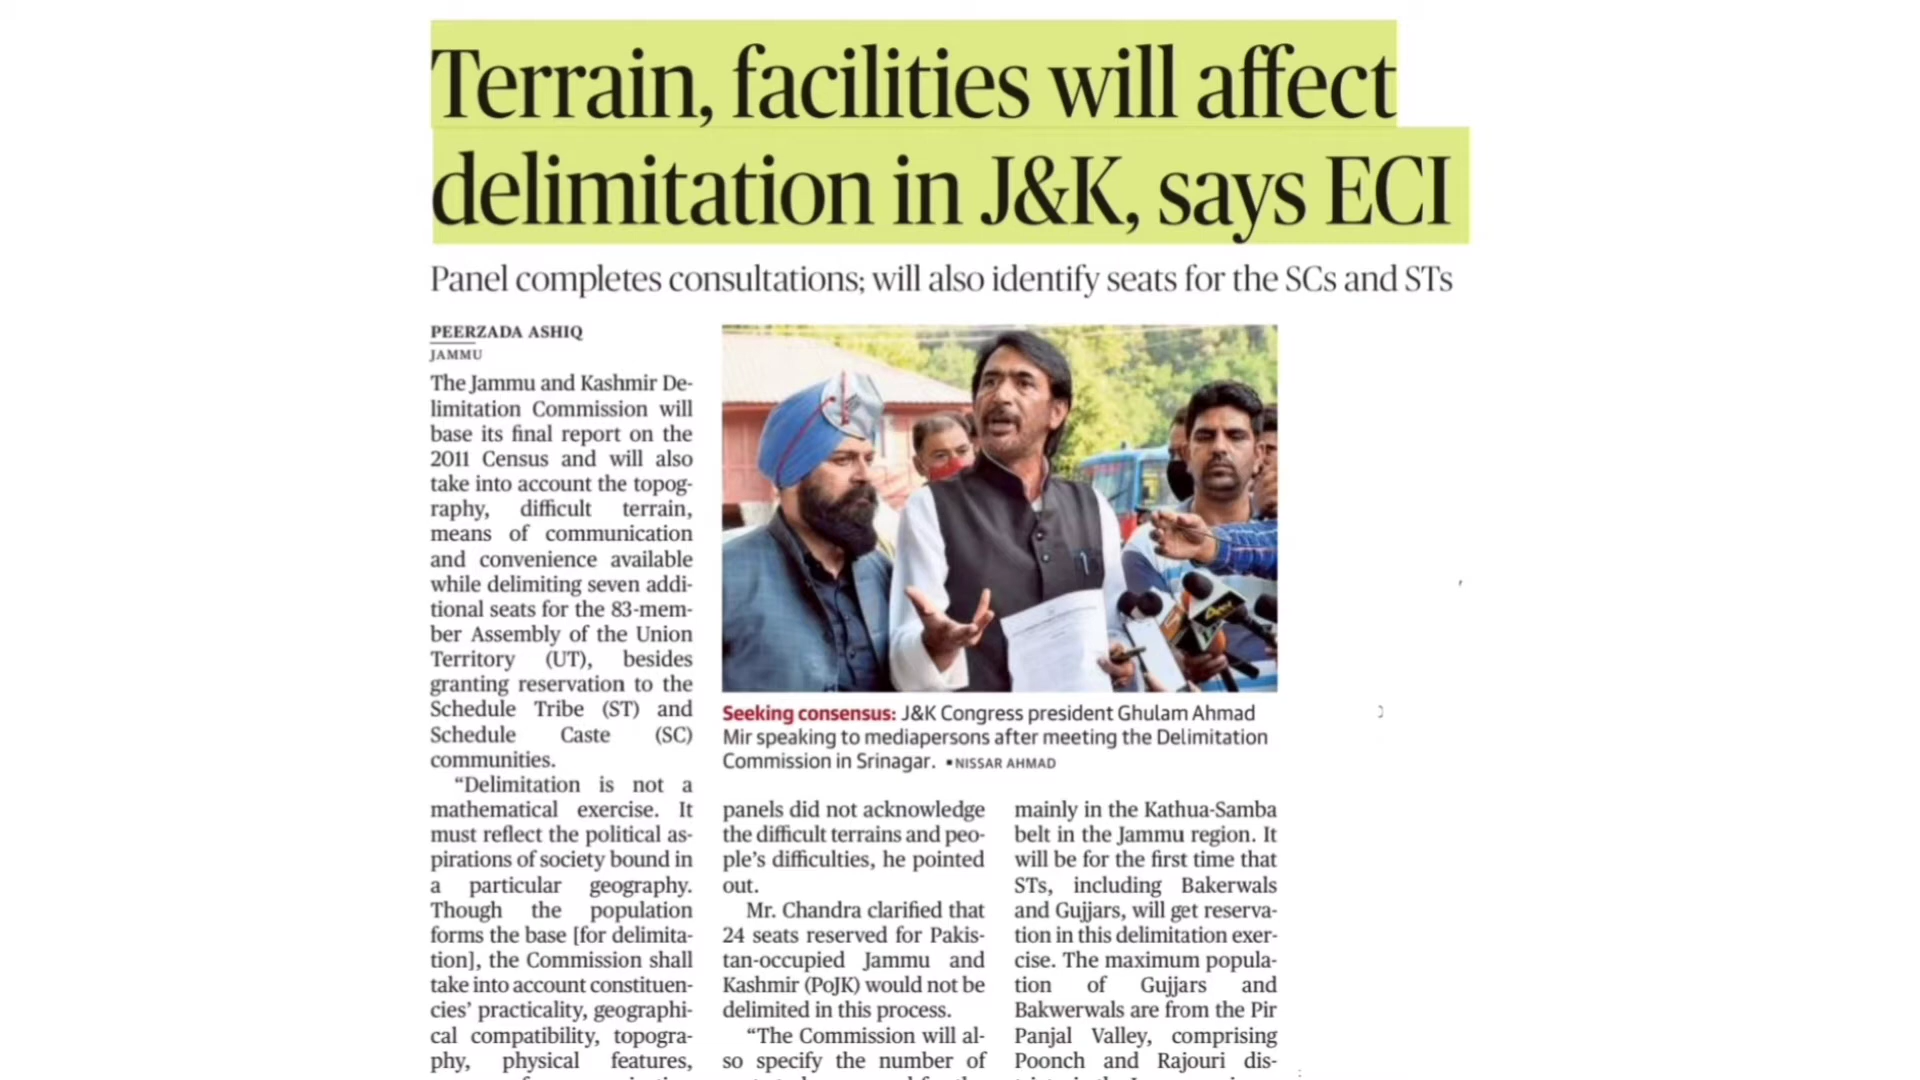 Terrain, facilities will affect
delimitation in J&K, says ECI
Panel completes consultations; will also identify seats for the SCs and STs
PEERZADA ASHIQ
JAMMU
The Jammu and Kashmir De-
limitation Commission will
base its final report on the
2011 Census and will also
take into account the topog-
raphy, difficult terrain,
means of communication
and convenience available
while delimiting seven addi-
tional seats for the 83-mem-
ber Assembly of the Union
Territory (UT), besides
granting reservation to the
Schedule Tribe (ST) and
Schedule Caste (SC)
communities.
“Delimitation is not a
mathematical exercise. It
must reflect the political as-
pirations of society bound in
a particular geography.
Though the population
forms the base [for delimita-
tion], the Commission shall
take into account constituen-
cies’ practicality, geographi-
cal compatibility, topogra-
phy, physical features,
Seeking consensus: J&K Congress president Ghulam Ahmad
Mir speaking to mediapersons after meeting the Delimitation
Commission in Srinagar. ▪NISSAR AHMAD
panels did not acknowledge
the difficult terrains and peo-
ple’s difficulties, he pointed
out.
Mr. Chandra clarified that
24 seats reserved for Pakis-
tan-occupied Jammu and
Kashmir (PoJK) would not be
delimited in this process.
“The Commission will al-
so specify the number of
mainly in the Kathua-Samba
belt in the Jammu region. It
will be for the first time that
STs, including Bakerwals
and Gujjars, will get reserva-
tion in this delimitation exer-
cise. The maximum popula-
tion of Gujjars and
Bakwerwals are from the Pir
Panjal Valley, comprising
Poonch and Rajouri dis-